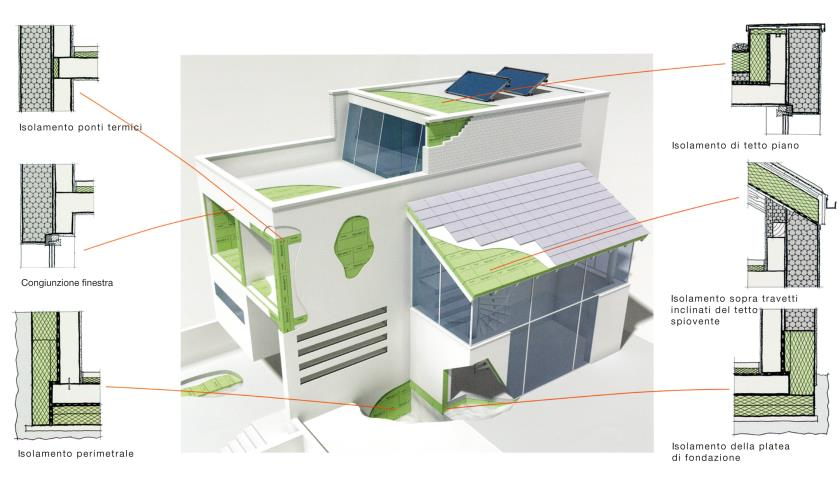 Isolamento ponti termici
Congiunzione finestra
Isolamento perimetrale
Isolamento di tetto piano
Isolamento sopra travetti
inclinati del tetto
spiovente
Isolamento della platea
di fondazione